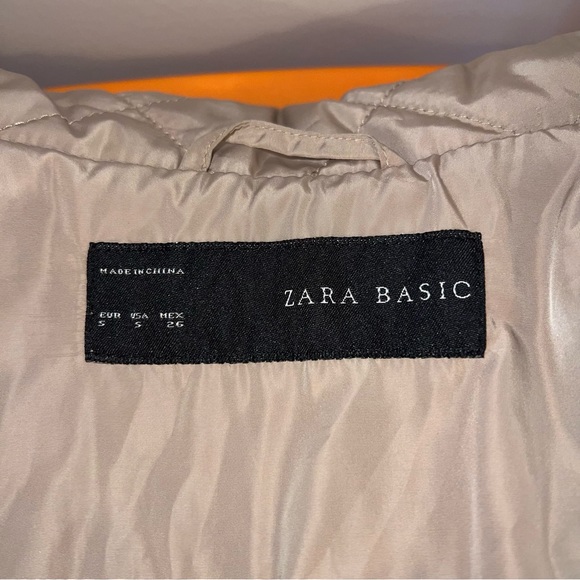 MADE IN CHINA
ZARA BASIC
EUR USA MEX
S S 26